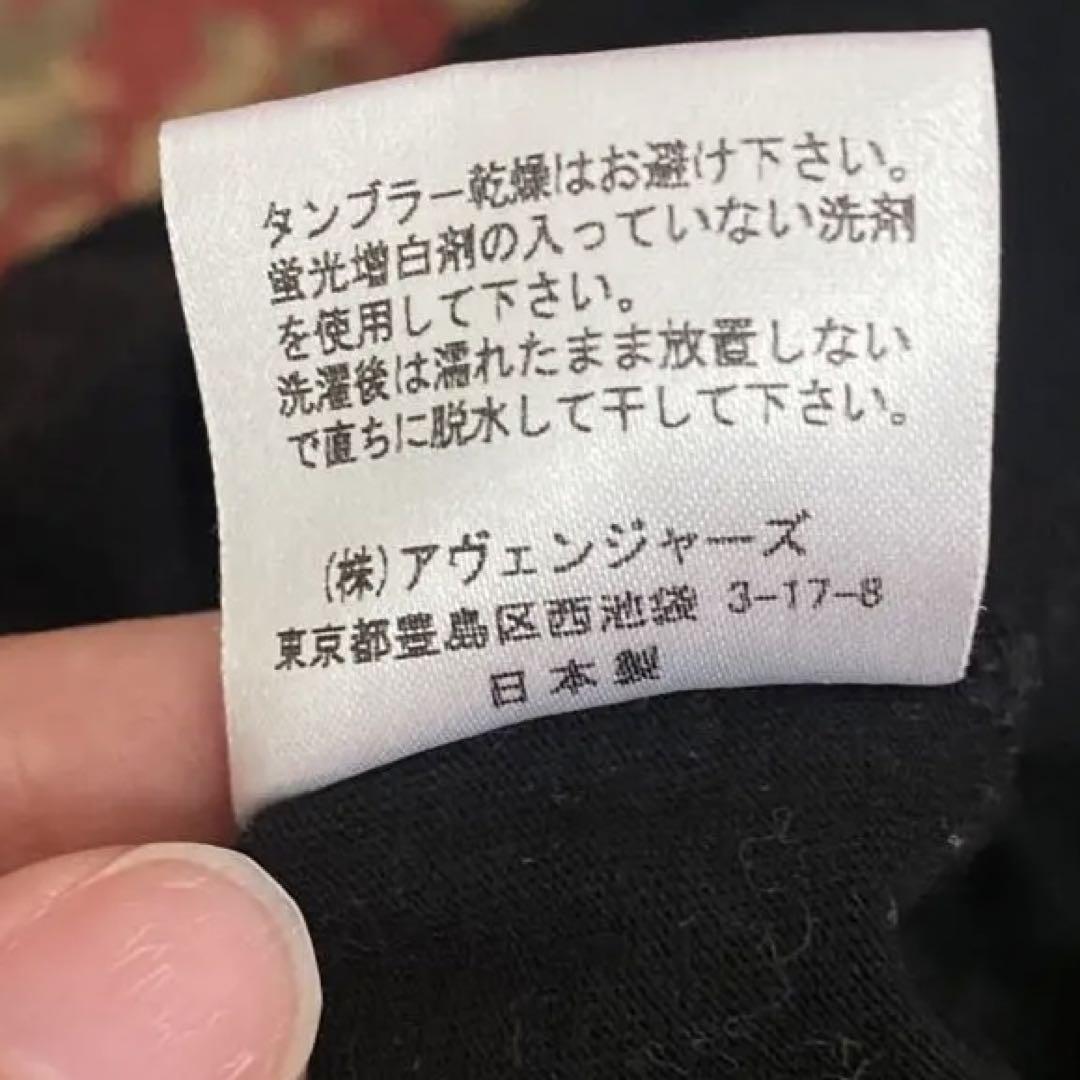 タンブラー乾燥はお避け下さい。
蛍光増白剤の入っていない洗剤
を使用して下さい。
洗濯後は濡れたまま放置しない
で直ちに脱水して干して下さい。
(株)アヴェンジャーズ
東京都豊島区西池袋 3-17-8
日本製